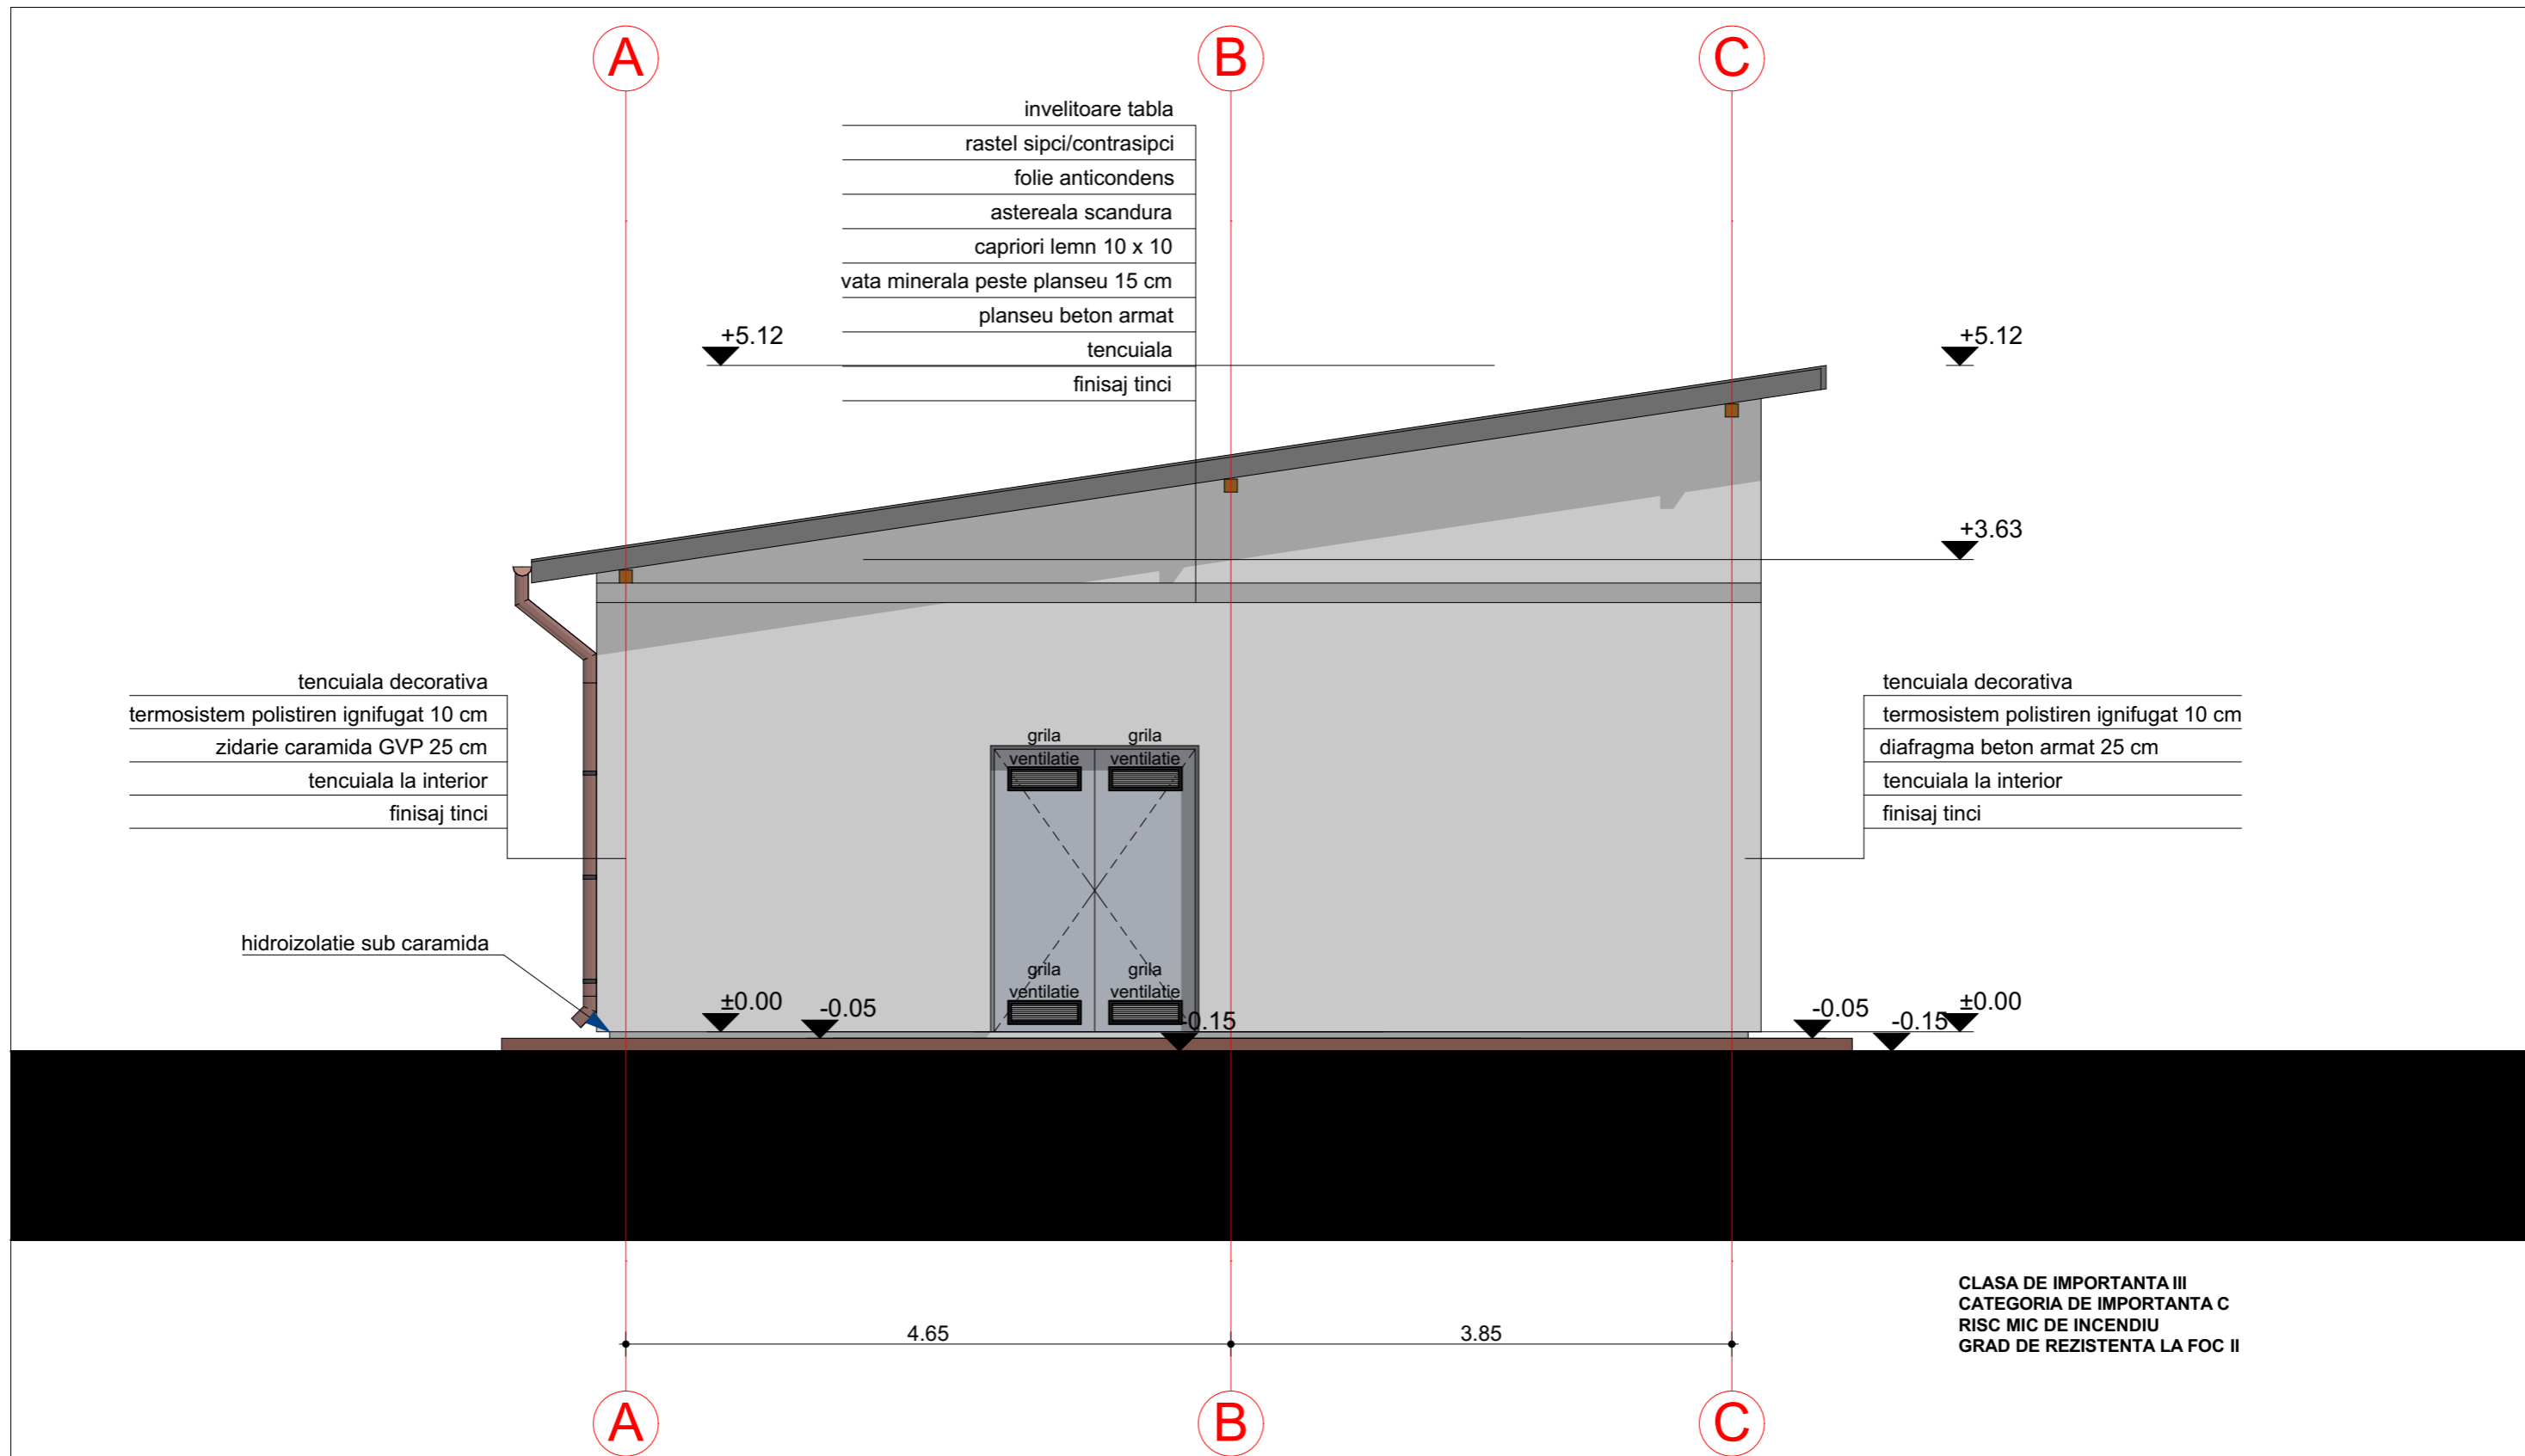 A
B
C
invelitoare tabla
rastel sipci/contrasipci
folie anticondens
astereala scandura
capriori lemn 10 x 10
vata minerala peste planseu 15 cm
planseu beton armat
tencuiala
finisaj tinci
+5.12
+5.12
+3.63
tencuiala decorativa
termosistem polistiren ignifugat 10 cm
zidarie caramida GVP 25 cm
tencuiala la interior
finisaj tinci
tencuiala decorativa
termosistem polistiren ignifugat 10 cm
diafragma beton armat 25 cm
tencuiala la interior
finisaj tinci
grila
ventilatie
grila
ventilatie
hidroizolatie sub caramida
grila
ventilatie
grila
ventilatie
±0.00
-0.05
-0.15
-0.05
-0.15
±0.00
4.65
3.85
CLASA DE IMPORTANTA III
CATEGORIA DE IMPORTANTA C
RISC MIC DE INCENDIU
GRAD DE REZISTENTA LA FOC II
A
B
C